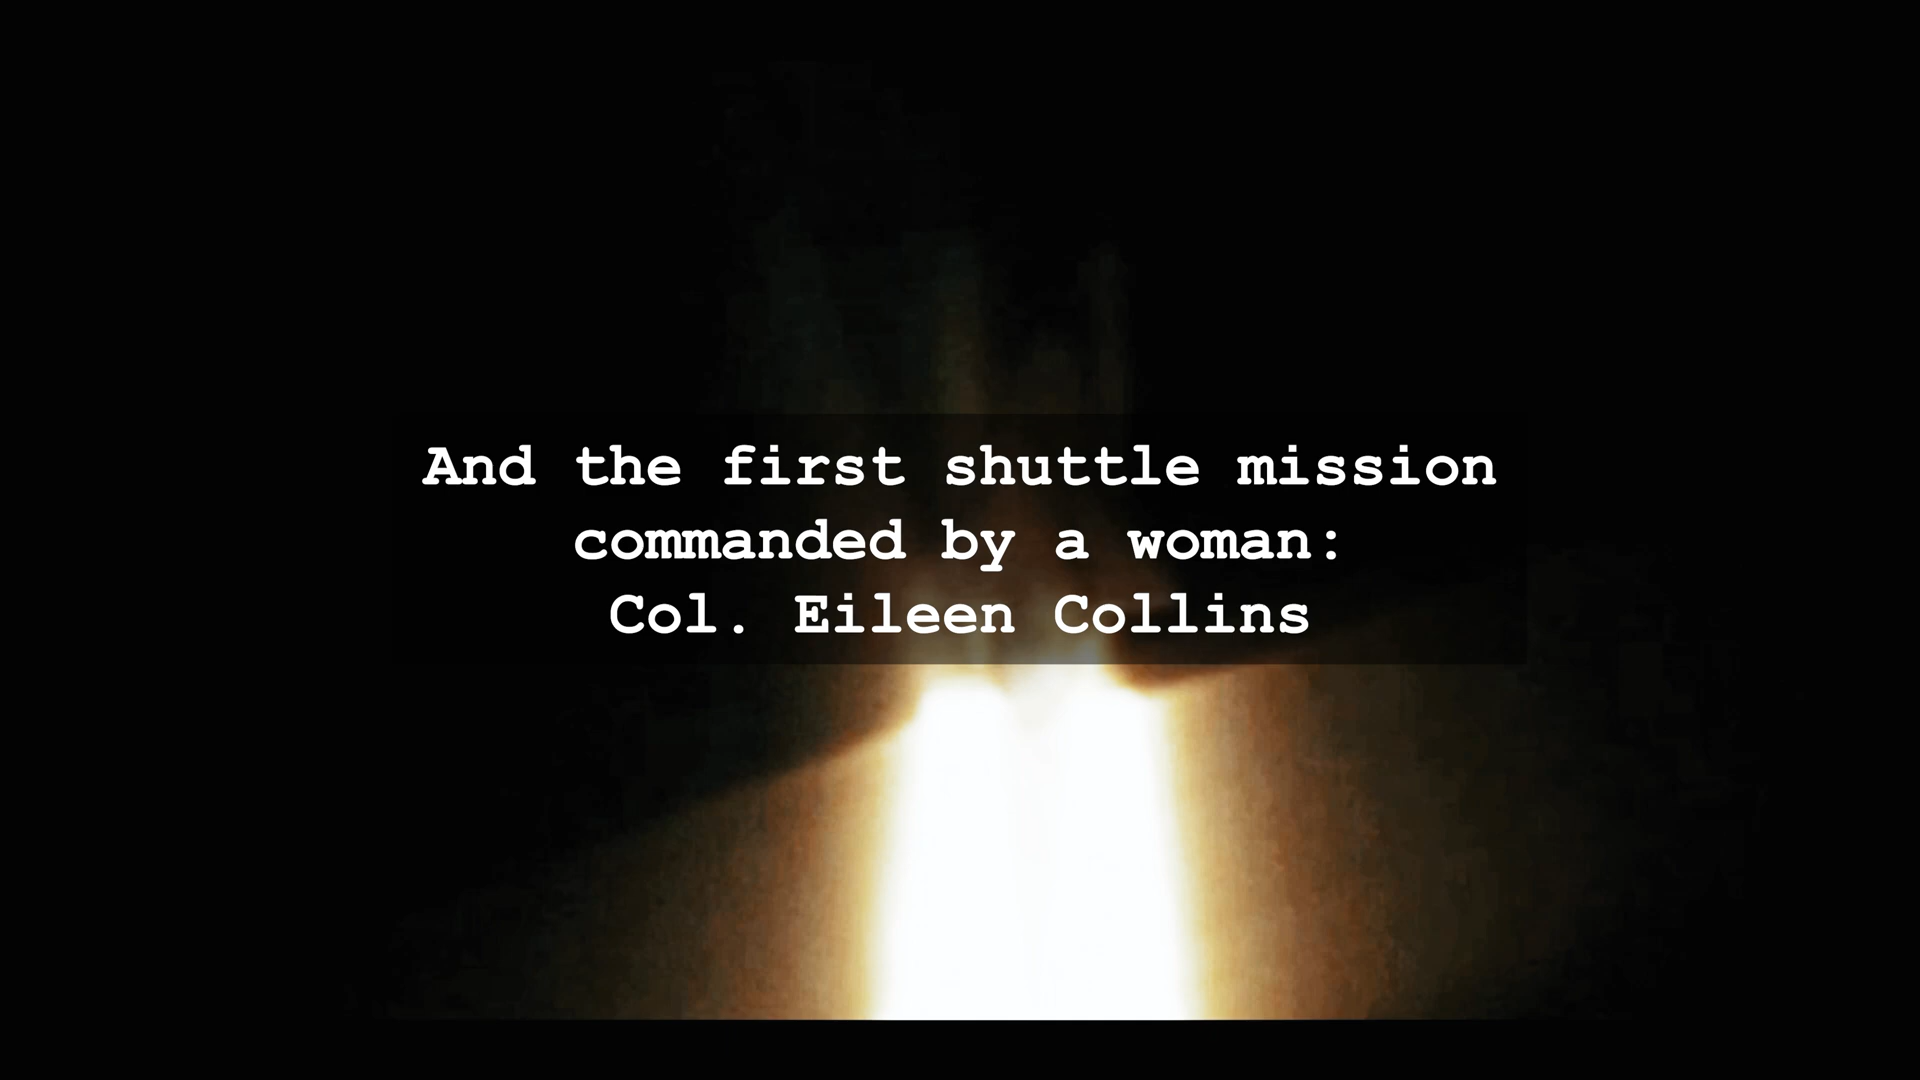 And the first shuttle mission
commanded by a woman:
Col. Eileen Collins